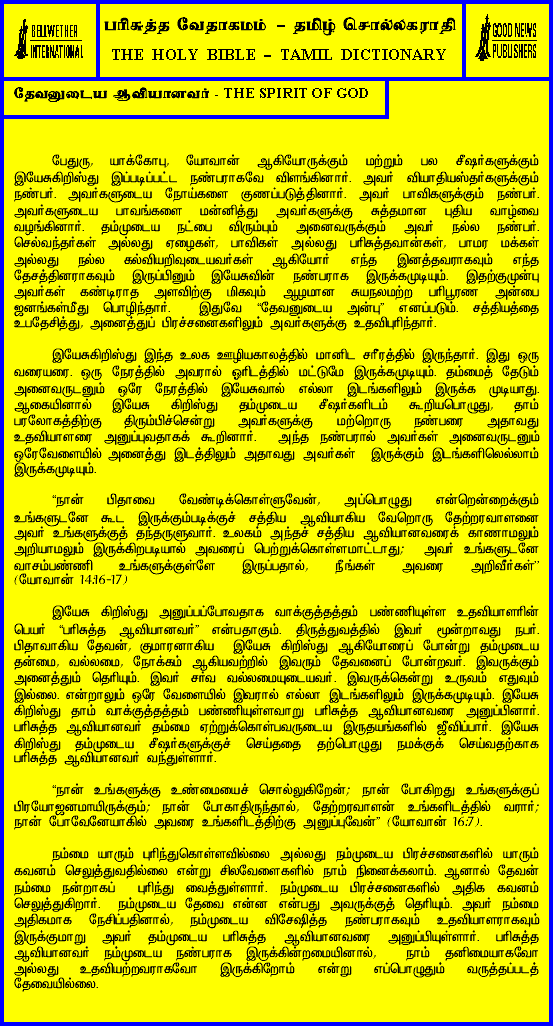 BELLWETHER
INTERNATIONAL
பரிசுத்த வேதாகமம் – தமிழ் சொல்லகராதி
THE HOLY BIBLE – TAMIL DICTIONARY
GOOD NEWS
PUBLISHERS
தேவனுடைய ஆவியானவர் - THE SPIRIT OF GOD
பேதுரு, யாக்கோபு, யோவான் ஆகியோருக்கும் மற்றும் பல சீஷர்களுக்கும்
இயேசுகிறிஸ்து இப்படிப்பட்ட நண்பராகவே விளங்கினார். அவர் வியாதியஸ்தர்களுக்கும்
நண்பர். அவர்களுடைய நோய்களை குணப்படுத்தினார். அவர் பாவிகளுக்கும் நண்பர்.
அவர்களுடைய பாவங்களை மன்னித்து அவர்களுக்கு சுத்தமான புதிய வாழ்வை
வழங்கினார். தம்முடைய நட்பை விரும்பும் அனைவருக்கும் அவர் நல்ல நண்பர்.
செல்வந்தர்கள் அல்லது ஏழைகள், பாவிகள் அல்லது பரிசுத்தவான்கள், பாமர மக்கள்
அல்லது நல்ல கல்வியறிவுடையவர்கள் ஆகியோர் எந்த இனத்தவராகவும் எந்த
தேசத்தினராகவும் இருப்பினும் இயேசுவின் நண்பராக இருக்கமுடியும். இதற்குமுன்பு
அவர்கள் கண்டிராத அளவிற்கு மிகவும் ஆழமான சுயநலமற்ற பரிபூரண அன்பை
ஜனங்கள்மீது பொழிந்தார். இதுவே “தேவனுடைய அன்பு” எனப்படும். சத்தியத்தை
உபதேசித்து, அனைத்துப் பிரச்சனைகளிலும் அவர்களுக்கு உதவிபுரிந்தார்.
இயேசுகிறிஸ்து இந்த உலக ஊழியகாலத்தில் மானிட சரீரத்தில் இருந்தார். இது ஒரு
வரையரை. ஒரு நேரத்தில் அவரால் ஓரிடத்தில் மட்டுமே இருக்கமுடியும். தம்மைத் தேடும்
அனைவருடனும் ஒரே நேரத்தில் இயேசுவால் எல்லா இடங்களிலும் இருக்க முடியாது.
ஆகையினால் இயேசு கிறிஸ்து தம்முடைய சீஷர்களிடம் கூறியபொழுது, தாம்
பரலோகத்திற்கு திரும்பிச்சென்று அவர்களுக்கு மற்றொரு நண்பரை அதாவது
உதவியாளரை அனுப்புவதாகக் கூறினார். அந்த நண்பரால் அவர்கள் அனைவருடனும்
ஒரேவேளையில் அனைத்து இடத்திலும் அதாவது அவர்கள் இருக்கும் இடங்களிலெல்லாம்
இருக்கமுடியும்.
“நான் பிதாவை வேண்டிக்கொள்ளுவேன், அப்பொழுது என்றென்றைக்கும்
உங்களுடனே கூட இருக்கும்படிக்குச் சத்திய ஆவியாகிய வேறொரு தேற்றரவாளனை
அவர் உங்களுக்குத் தந்தருளுவார். உலகம் அந்தச் சத்திய ஆவியானவரைக் காணாமலும்
அறியாமலும் இருக்கிறபடியால் அவரைப் பெற்றுக்கொள்ளமாட்டாது; அவர் உங்களுடனே
வாசம்பண்ணி உங்களுக்குள்ளே இருப்பதால், நீங்கள் அவரை அறிவீர்கள்”
(யோவான் 14:16-17)
இயேசு கிறிஸ்து அனுப்பப்போவதாக வாக்குத்தத்தம் பண்ணியுள்ள உதவியாளரின்
பெயர் “பரிசுத்த ஆவியானவர்” என்பதாகும். திருத்துவத்தில் இவர் மூன்றாவது நபர்.
பிதாவாகிய தேவன், குமாரனாகிய இயேசு கிறிஸ்து ஆகியோரைப் போன்று தம்முடைய
தன்மை, வல்லமை, நோக்கம் ஆகியவற்றில் இவரும் தேவனைப் போன்றவர். இவருக்கும்
அனைத்தும் தெரியும். இவர் சர்வ வல்லமையுடையவர். இவருக்கென்று உருவம் எதுவும்
இல்லை. என்றாலும் ஒரே வேளையில் இவரால் எல்லா இடங்களிலும் இருக்கமுடியும். இயேசு
கிறிஸ்து தாம் வாக்குத்தத்தம் பண்ணியுள்ளவாறு பரிசுத்த ஆவியானவரை அனுப்பினார்.
பரிசுத்த ஆவியானவர் தம்மை ஏற்றுக்கொள்பவருடைய இருதயங்களில் ஜீவிப்பார். இயேசு
கிறிஸ்து தம்முடைய சீஷர்களுக்குச் செய்ததை தற்பொழுது நமக்குச் செய்வதற்காக
பரிசுத்த ஆவியானவர் வந்துள்ளார்.
“நான் உங்களுக்கு உண்மையைச் சொல்லுகிறேன்; நான் போகிறது உங்களுக்குப்
பிரயோஜனமாயிருக்கும்; நான் போகாதிருந்தால், தேற்றரவாளன் உங்களிடத்தில் வரார்;
நான் போவேனேயாகில் அவரை உங்களிடத்திற்கு அனுப்புவேன்” (யோவான் 16:7).
நம்மை யாரும் புரிந்துகொள்ளவில்லை அல்லது நம்முடைய பிரச்சனைகளில் யாரும்
கவனம் செலுத்துவதில்லை என்று சிலவேளைகளில் நாம் நினைக்கலாம். ஆனால் தேவன்
நம்மை நன்றாகப் புரிந்து வைத்துள்ளார். நம்முடைய பிரச்சனைகளில் அதிக கவனம்
செலுத்துகிறார். நம்முடைய தேவை என்ன என்பது அவருக்குத் தெரியும். அவர் நம்மை
அதிகமாக நேசிப்பதினால், நம்முடைய விசேஷித்த நண்பராகவும் உதவியாளராகவும்
இருக்குமாறு அவர் தம்முடைய பரிசுத்த ஆவியானவரை அனுப்பியுள்ளார். பரிசுத்த
ஆவியானவர் நம்முடைய நண்பராக இருக்கின்றமையினால், நாம் தனிமையாகவோ
அல்லது உதவியற்றவராகவோ இருக்கிறோம் என்று எப்பொழுதும் வருத்தப்படத்
தேவையில்லை.